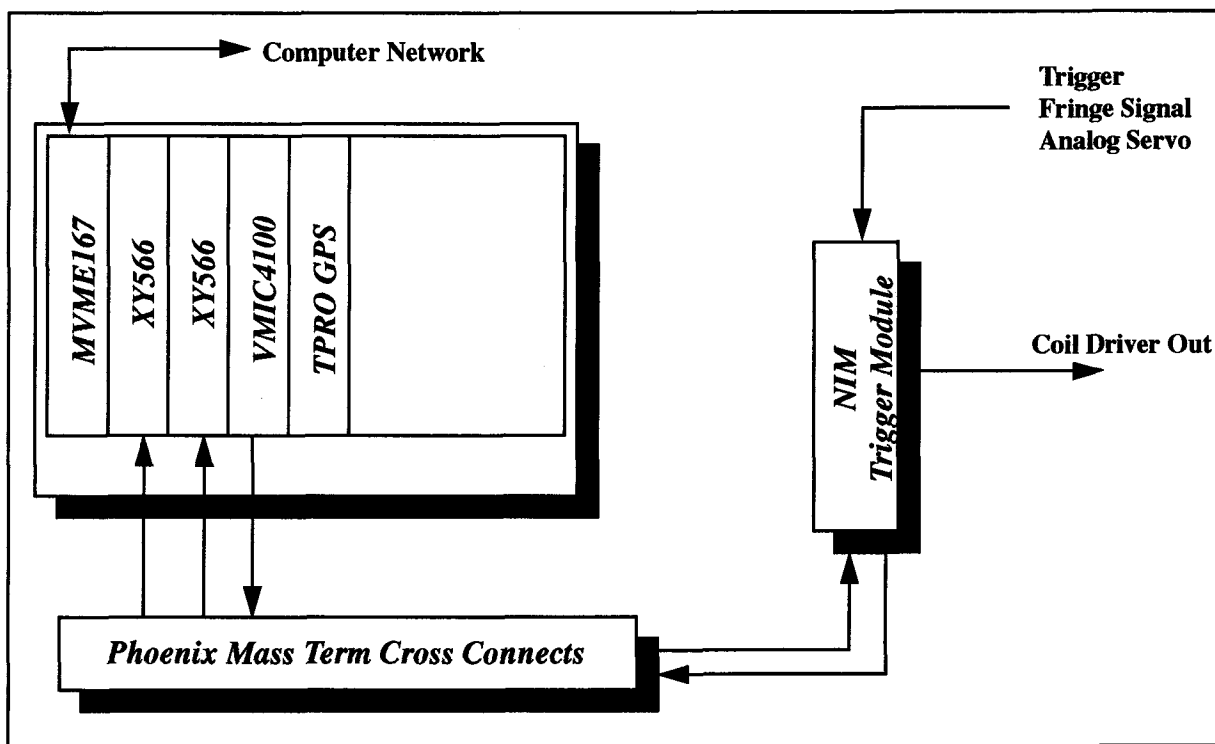 Computer Network
Trigger
Fringe Signal
Analog Servo
MVME167
XY566
XY566
VMIC4100
TPRO GPS
NIM
Trigger Module
Coil Driver Out
Phoenix Mass Term Cross Connects